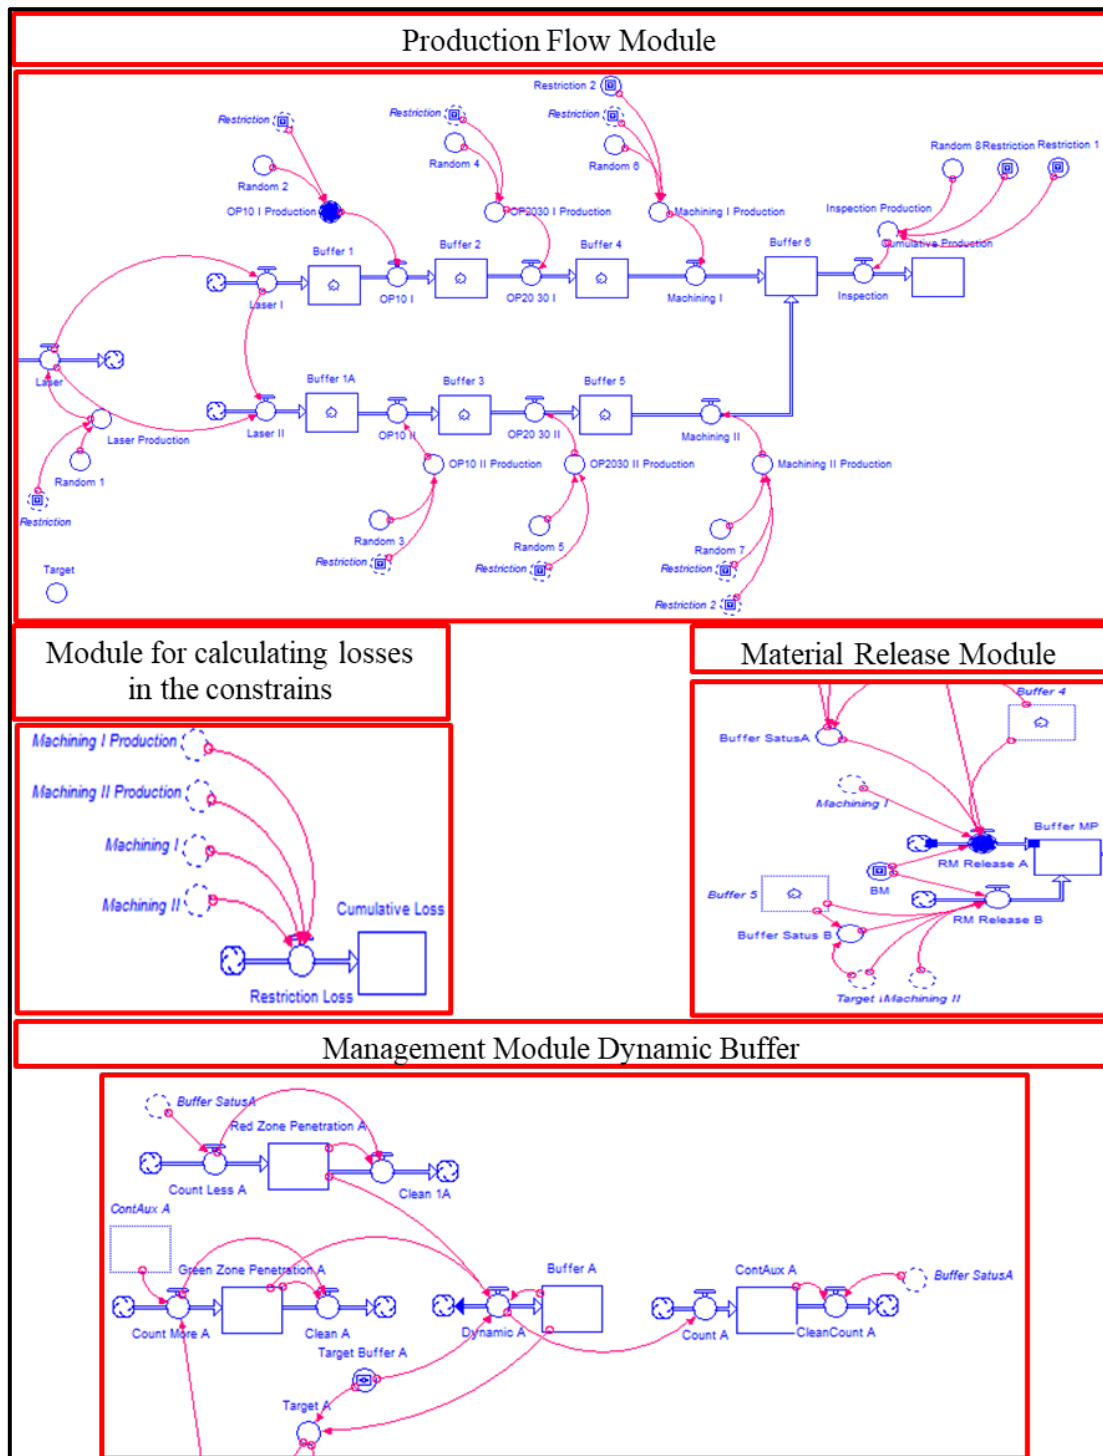 Production Flow Module
Restriction 2
Restriction
Restriction
Restriction
Random 4
Random 6
Random 8
Restriction
Restriction 1
Random 2
OP10 I Production
OP2030 I Production
Machining I Production
Inspection Production
Cumulative Production
Buffer 1
Buffer 2
Buffer 4
Buffer 6
Laser I
OP10 I
OP20 30 I
Machining I
Inspection
Laser
Buffer 1A
Buffer 3
Buffer 5
Laser II
OP10 II
OP20 30 II
Machining II
Laser Production
OP10 II Production
OP2030 II Production
Machining II Production
Random 1
Restriction
Random 3
Random 5
Random 7
Restriction
Restriction
Restriction
Target
Restriction 2
Module for calculating losses
in the constrains
Material Release Module
Machining I Production
Machining II Production
Machining I
Machining II
Cumulative Loss
Restriction Loss
Buffer 4
Buffer SatusA
Machining I
Buffer MP
RM Release A
BM
Buffer 5
RM Release B
Buffer Satus B
Target
Machining II
Management Module Dynamic Buffer
Buffer SatusA
Red Zone Penetration A
Count Less A
Clean 1A
ContAux A
Green Zone Penetration A
Buffer A
ContAux A
Buffer SatusA
Count More A
Clean A
Dynamic A
Count A
CleanCount A
Target Buffer A
Target A